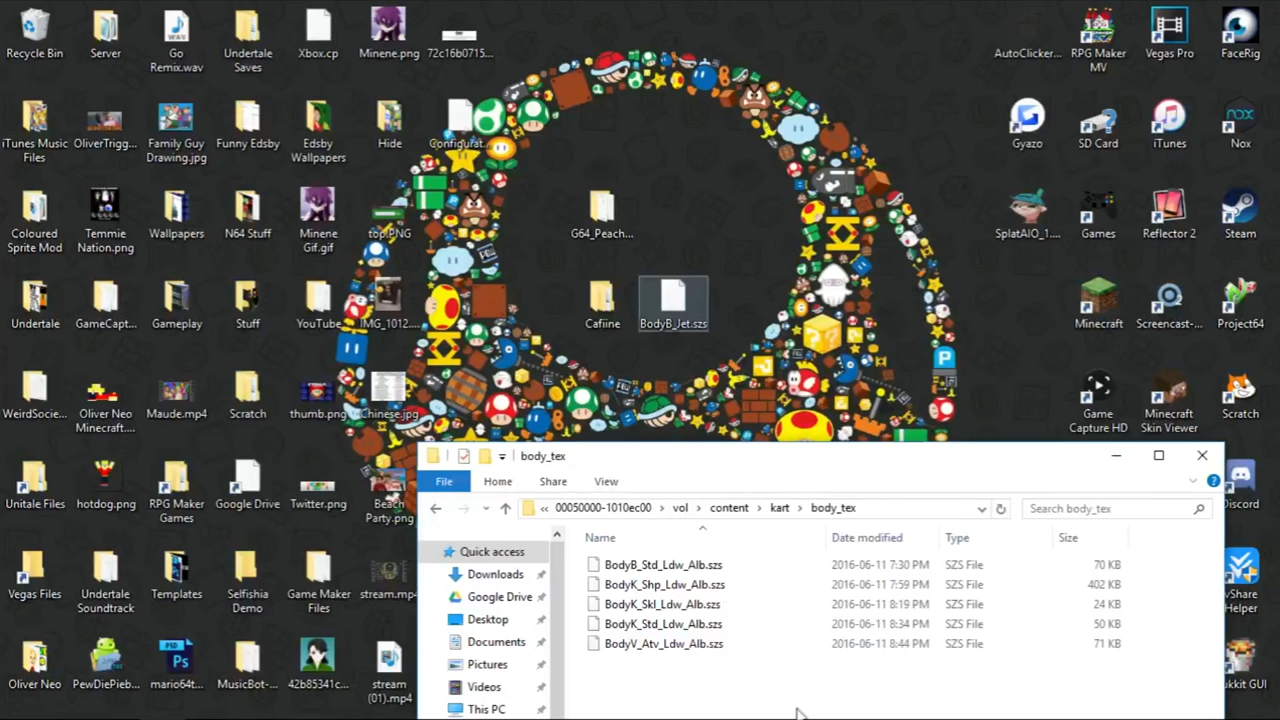 Recycle Bin
Server
Go
Remix.wav
Undertale
Saves
Xbox.cp
Minene.png
72c16b0715...
AutoClicker...
RPG Maker
MV
Vegas Pro
FaceRig
iTunes Music
Files
OliverTrigg...
Family Guy
Drawing.jpg
Funny Edsby
Edsby
Wallpapers
Hide
Configurat...
Gyazo
SD Card
iTunes
Nox
Coloured
Sprite Mod
Temmie
Nation.png
Wallpapers
N64 Stuff
Minene
Gif.gif
top.PNG
G64_Peach...
SplatAIO_1....
Games
Reflector 2
Steam
Undertale
GameCapt...
Gameplay
Stuff
YouTube
IMG_1012...
Cafiine
BodyB_Jet.szs
Minecraft
Screencast-...
Project64
WeirdSocie...
Oliver Neo
Minecraft....
Maude.mp4
Scratch
thumb.png
Chinese.jpg
Game
Capture HD
Minecraft
Skin Viewer
Scratch
Unitale Files
hotdog.png
RPG Maker
Games
Google Drive
Twitter.png
Beach
Party.png
Discord
Vegas Files
Undertale
Soundtrack
Templates
Selfishia
Demo
Game Maker
Files
stream.mp4
vShare
Helper
Oliver Neo
PewDiePieb...
mario64t...
MusicBot-...
42b85341c...
stream
(01).mp4
ukkit GUI
body_tex
File
Home
Share
View
« 00050000-1010ec00 > vol > content > kart > body_tex
Search body_tex
Name
Date modified
Type
Size
BodyB_Std_Ldw_Alb.szs 2016-06-11 7:30 PM SZS File 70 KB
BodyK_Shp_Ldw_Alb.szs 2016-06-11 7:59 PM SZS File 402 KB
BodyK_Skl_Ldw_Alb.szs 2016-06-11 8:19 PM SZS File 24 KB
BodyK_Std_Ldw_Alb.szs 2016-06-11 8:34 PM SZS File 50 KB
BodyV_Atv_Ldw_Alb.szs 2016-06-11 8:44 PM SZS File 71 KB
Quick access
Downloads
Google Drive
Desktop
Documents
Pictures
Videos
This PC